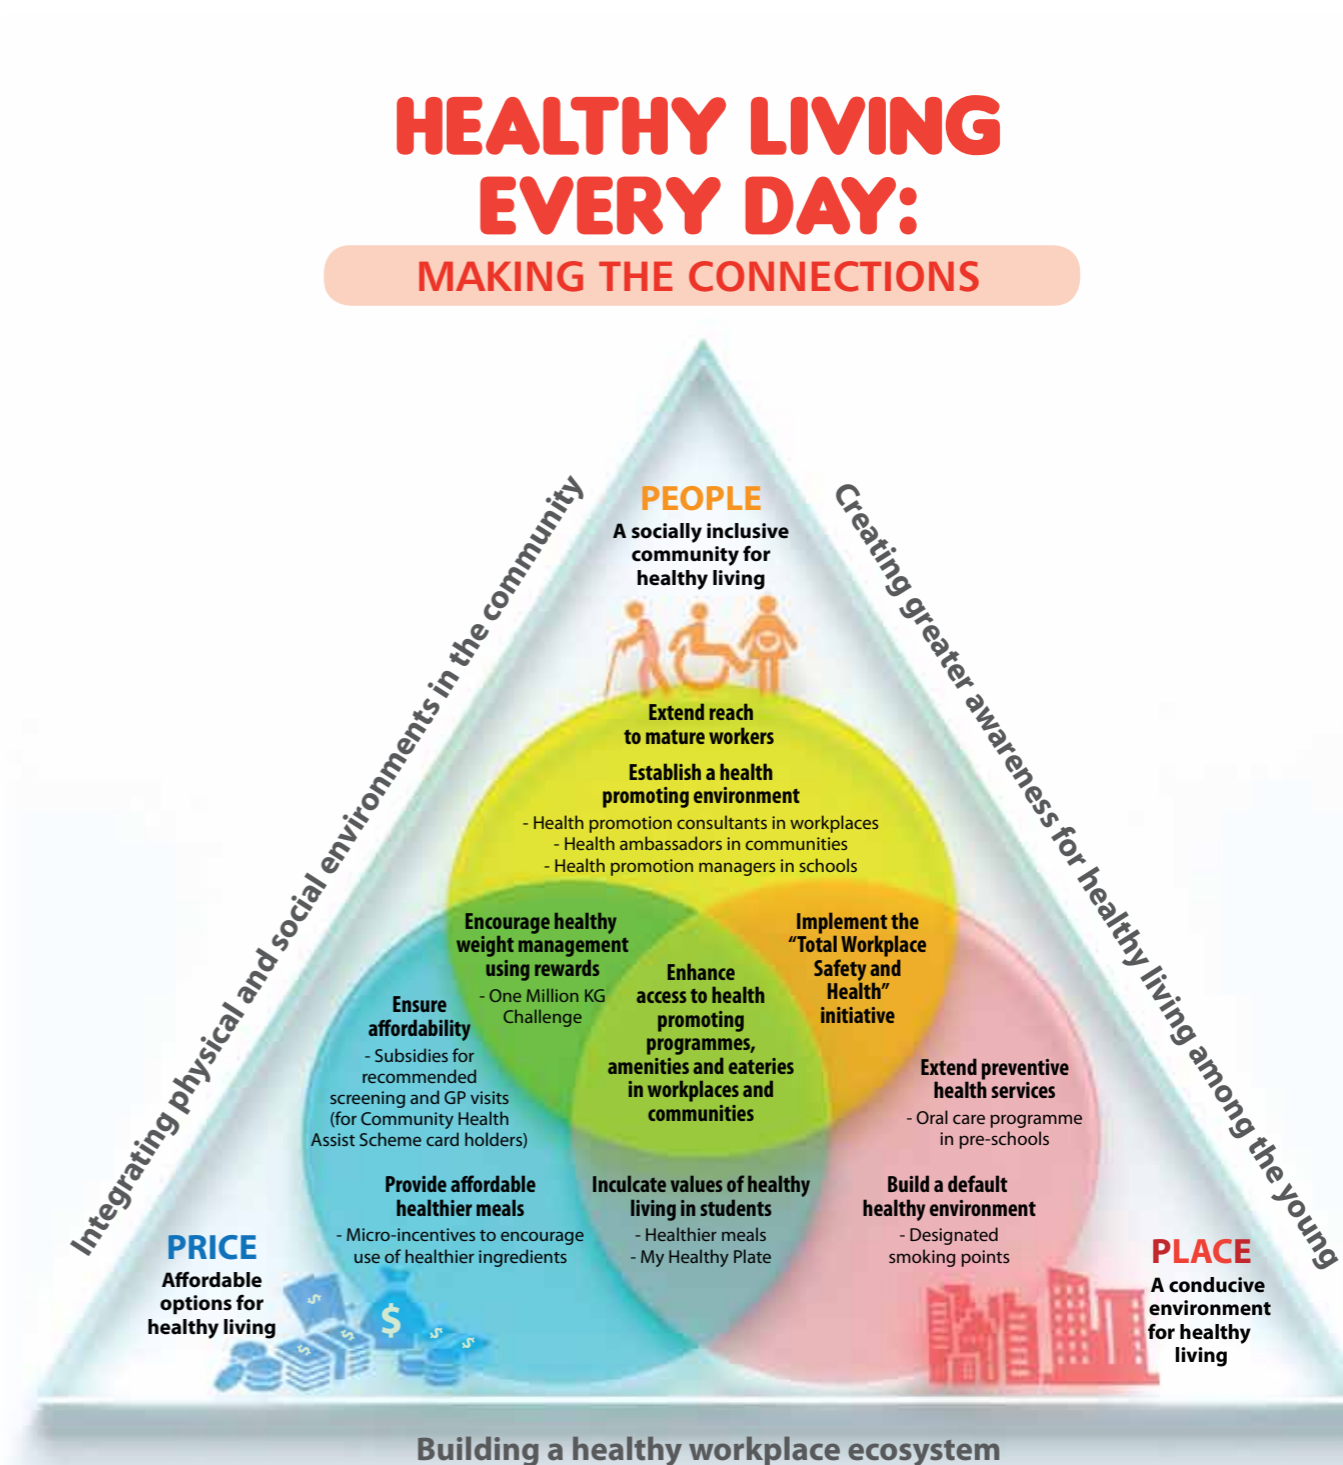 HEALTHY LIVING
EVERY DAY:
MAKING THE CONNECTIONS
Integrating physical and social environments in the community
Creating greater awareness for healthy living among the young
PEOPLE
A socially inclusive
community for
healthy living
Extend reach
to mature workers
Establish a health
promoting environment
- Health promotion consultants in workplaces
- Health ambassadors in communities
- Health promotion managers in schools
Encourage healthy
weight management
using rewards
- One Million KG
Challenge
Implement the
“Total Workplace
Safety and
Health”
initiative
Enhance
access to health
promoting
programmes,
amenities and eateries
in workplaces and
communities
Ensure
affordability
- Subsidies for
recommended
screening and GP visits
(for Community Health
Assist Scheme card holders)
Provide affordable
healthier meals
- Micro-incentives to encourage
use of healthier ingredients
Inculcate values of healthy
living in students
- Healthier meals
- My Healthy Plate
Extend preventive
health services
- Oral care programme
in pre-schools
Build a default
healthy environment
- Designated
smoking points
PRICE
Affordable
options for
healthy living
$
$
$
$
$
$
PLACE
A conducive
environment
for healthy
living
Building a healthy workplace ecosystem